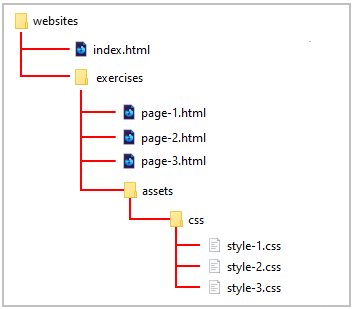 websites
index.html
exercises
page-1.html
page-2.html
page-3.html
assets
css
style-1.css
style-2.css
style-3.css